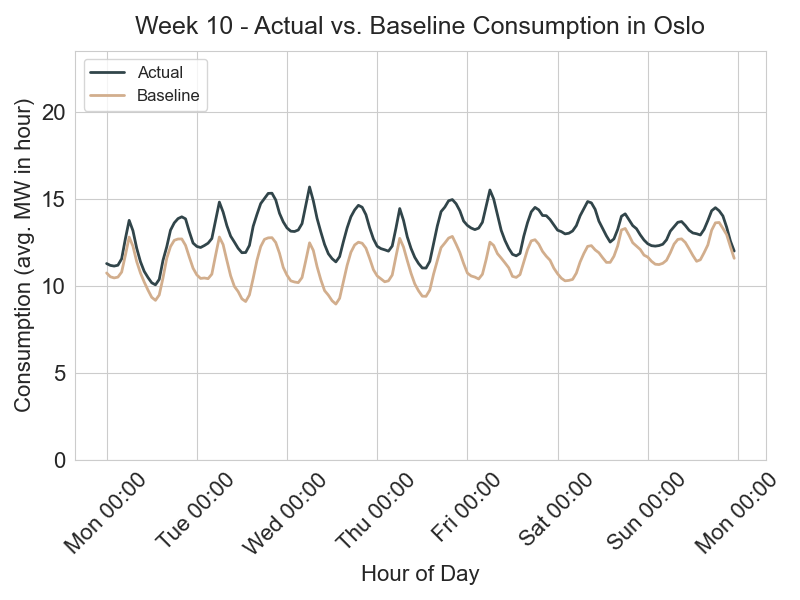 Week 10 - Actual vs. Baseline Consumption in Oslo
Actual
Baseline
Consumption (avg. MW in hour)
20
15
10
5
0
Mon 00:00
Tue 00:00
Wed 00:00
Thu 00:00
Fri 00:00
Sat 00:00
Sun 00:00
Mon 00:00
Hour of Day